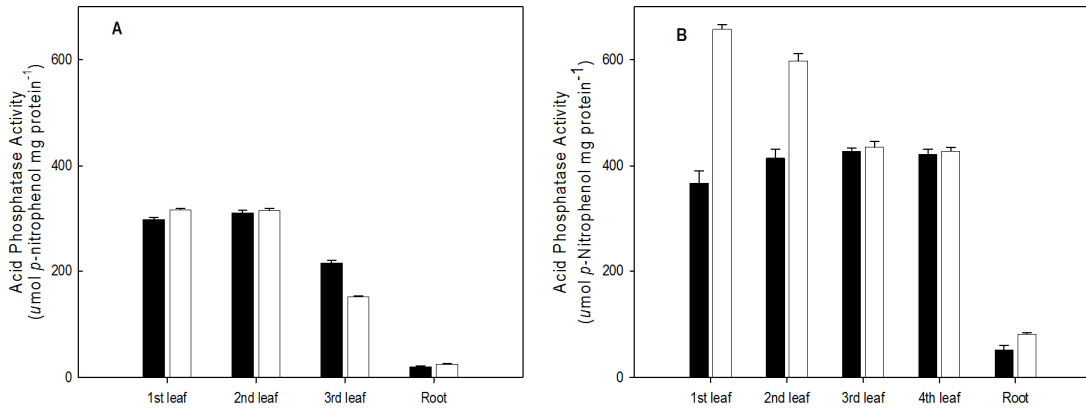 A
Acid Phosphatase Activity
(umol p-nitrophenol mg protein-1)
600
400
200
0
1st leaf 2nd leaf 3rd leaf Root
B
Acid Phosphatase Activity
(umol p-Nitrophenol mg protein-1)
600
400
200
0
1st leaf 2nd leaf 3rd leaf 4th leaf Root